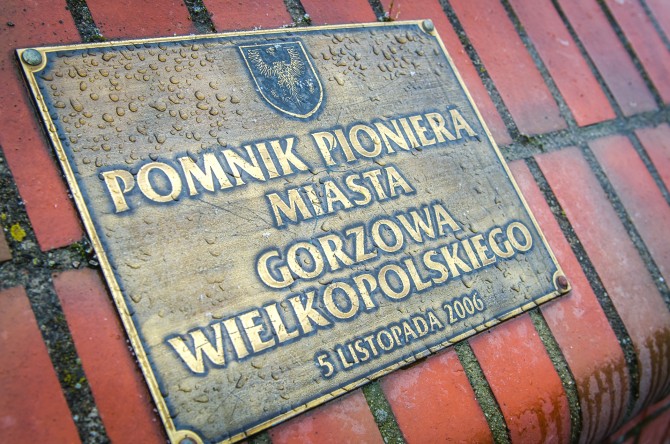 POMNIK PIONIERA
MIASTA
GORZOWA
WIELKOPOLSKIEGO
5 LISTOPADA 2006